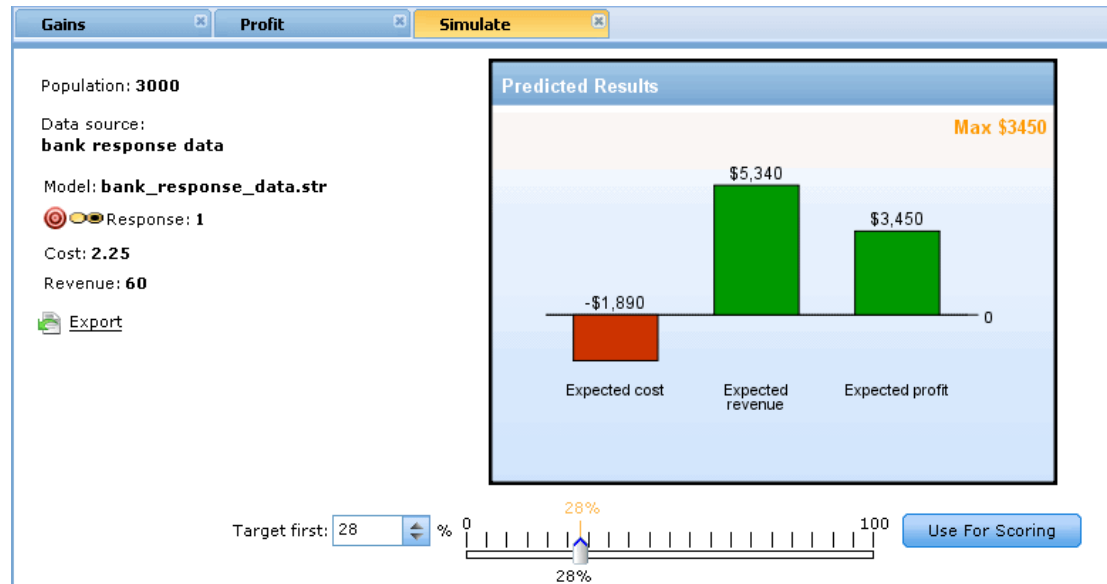 Gains
Profit
Simulate
Population: 3000
Data source:
bank response data
Model: bank_response_data.str
Response: 1
Cost: 2.25
Revenue: 60
Export
Predicted Results
Max $3450
$5,340
$3,450
-$1,890
0
Expected cost
Expected
revenue
Expected profit
Target first: 28 %
0
28%
100
28%
Use For Scoring